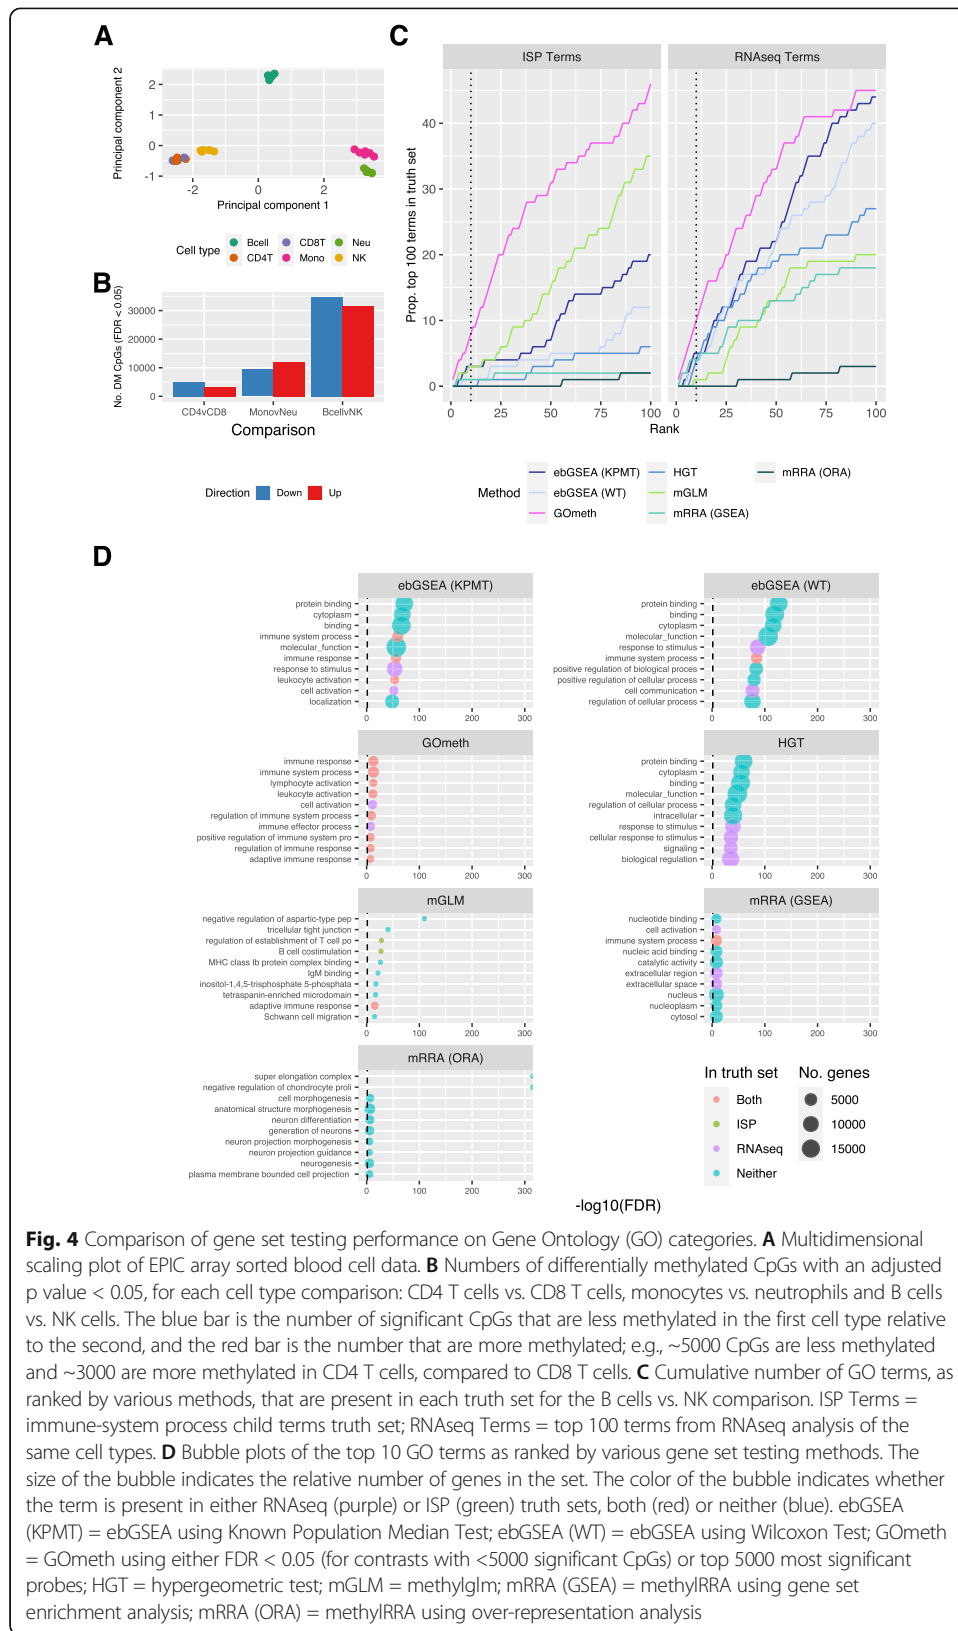 A
Principal component 2
2
1
0
-1
-2
0
2
Principal component 1
Cell type
Bcell
CD8T
Neu
CD4T
Mono
NK
B
No. DM CpGs (FDR < 0.05)
30000
20000
10000
0
CD4vCD8
MonovNeu
BcellvNK
Comparison
Direction
Down
Up
C
ISP Terms
RNAseq Terms
Prop. top 100 terms in truth set
40
30
20
10
0
1
25
50
75
100
1
25
50
75
100
Rank
Method
ebGSEA (KPMT)
HGT
mRRA (ORA)
ebGSEA (WT)
mGLM
GOmeth
mRRA (GSEA)
D
ebGSEA (KPMT)
protein binding
cytoplasm
binding
immune system process
molecular_function
immune response
response to stimulus
leukocyte activation
cell activation
localization
0
100
200
300
ebGSEA (WT)
protein binding
binding
cytoplasm
molecular_function
response to stimulus
immune system process
positive regulation of biological proces
positive regulation of cellular process
cell communication
regulation of cellular process
0
100
200
300
GOmeth
immune response
immune system process
lymphocyte activation
leukocyte activation
cell activation
regulation of immune system process
immune effector process
positive regulation of immune system pro
regulation of immune response
adaptive immune response
0
100
200
300
HGT
protein binding
cytoplasm
binding
molecular_function
regulation of cellular process
intracellular
response to stimulus
cellular response to stimulus
signaling
biological regulation
0
100
200
300
mGLM
negative regulation of aspartic-type pep
tricellular tight junction
regulation of establishment of T cell po
B cell costimulation
MHC class Ib protein complex binding
IgM binding
inositol-1,4,5-trisphosphate 5-phosphata
tetraspanin-enriched microdomain
adaptive immune response
Schwann cell migration
0
100
200
300
mRRA (GSEA)
nucleotide binding
cell activation
immune system process
nucleic acid binding
catalytic activity
extracellular region
extracellular space
nucleus
nucleoplasm
cytosol
0
100
200
300
mRRA (ORA)
super elongation complex
negative regulation of chondrocyte proli
cell morphogenesis
anatomical structure morphogenesis
neuron differentiation
generation of neurons
neuron projection morphogenesis
neuron projection guidance
neurogenesis
plasma membrane bounded cell projection
0
100
200
300
In truth set
Both
ISP
RNAseq
Neither
No. genes
5000
10000
15000
-log10(FDR)
Fig. 4 Comparison of gene set testing performance on Gene Ontology (GO) categories. A Multidimensional
scaling plot of EPIC array sorted blood cell data. B Numbers of differentially methylated CpGs with an adjusted
p value < 0.05, for each cell type comparison: CD4 T cells vs. CD8 T cells, monocytes vs. neutrophils and B cells
vs. NK cells. The blue bar is the number of significant CpGs that are less methylated in the first cell type relative
to the second, and the red bar is the number that are more methylated; e.g., ~5000 CpGs are less methylated
and ~3000 are more methylated in CD4 T cells, compared to CD8 T cells. C Cumulative number of GO terms, as
ranked by various methods, that are present in each truth set for the B cells vs. NK comparison. ISP Terms =
immune-system process child terms truth set; RNAseq Terms = top 100 terms from RNAseq analysis of the
same cell types. D Bubble plots of the top 10 GO terms as ranked by various gene set testing methods. The
size of the bubble indicates the relative number of genes in the set. The color of the bubble indicates whether
the term is present in either RNAseq (purple) or ISP (green) truth sets, both (red) or neither (blue). ebGSEA
(KPMT) = ebGSEA using Known Population Median Test; ebGSEA (WT) = ebGSEA using Wilcoxon Test; GOmeth
= GOmeth using either FDR < 0.05 (for contrasts with <5000 significant CpGs) or top 5000 most significant
probes; HGT = hypergeometric test; mGLM = methylglm; mRRA (GSEA) = methylRRA using gene set
enrichment analysis; mRRA (ORA) = methylRRA using over-representation analysis